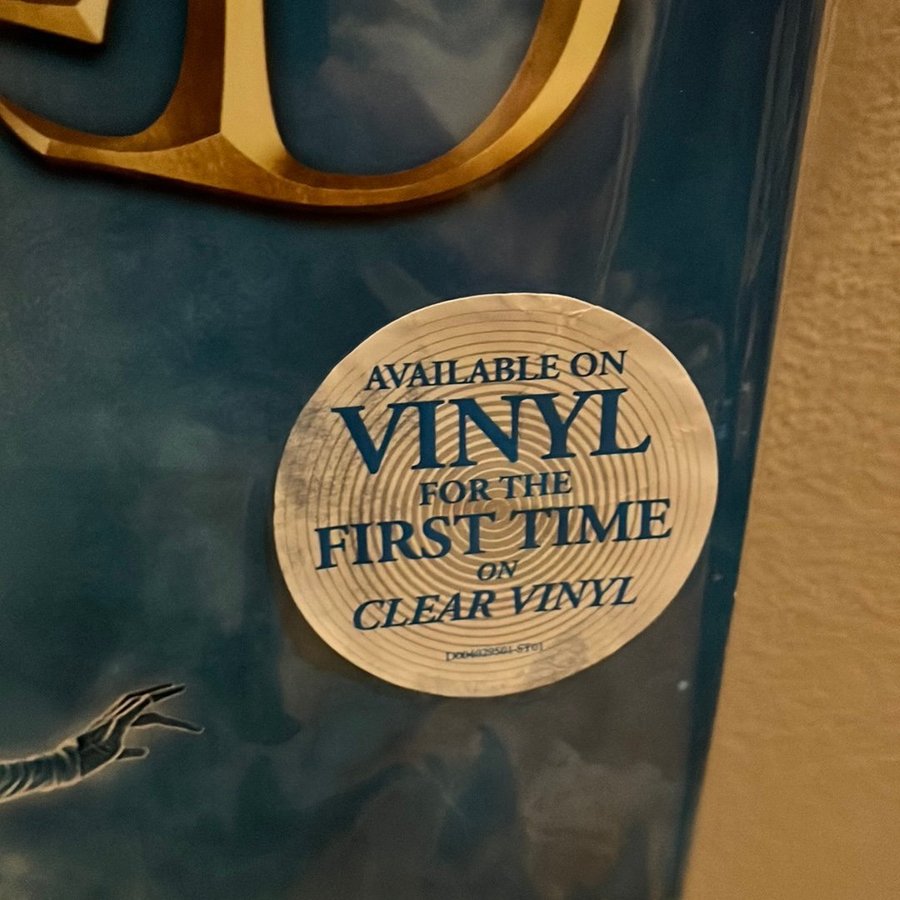 AVAILABLE ON
VINYL
FOR THE
FIRST TIME
ON
CLEAR VINYL